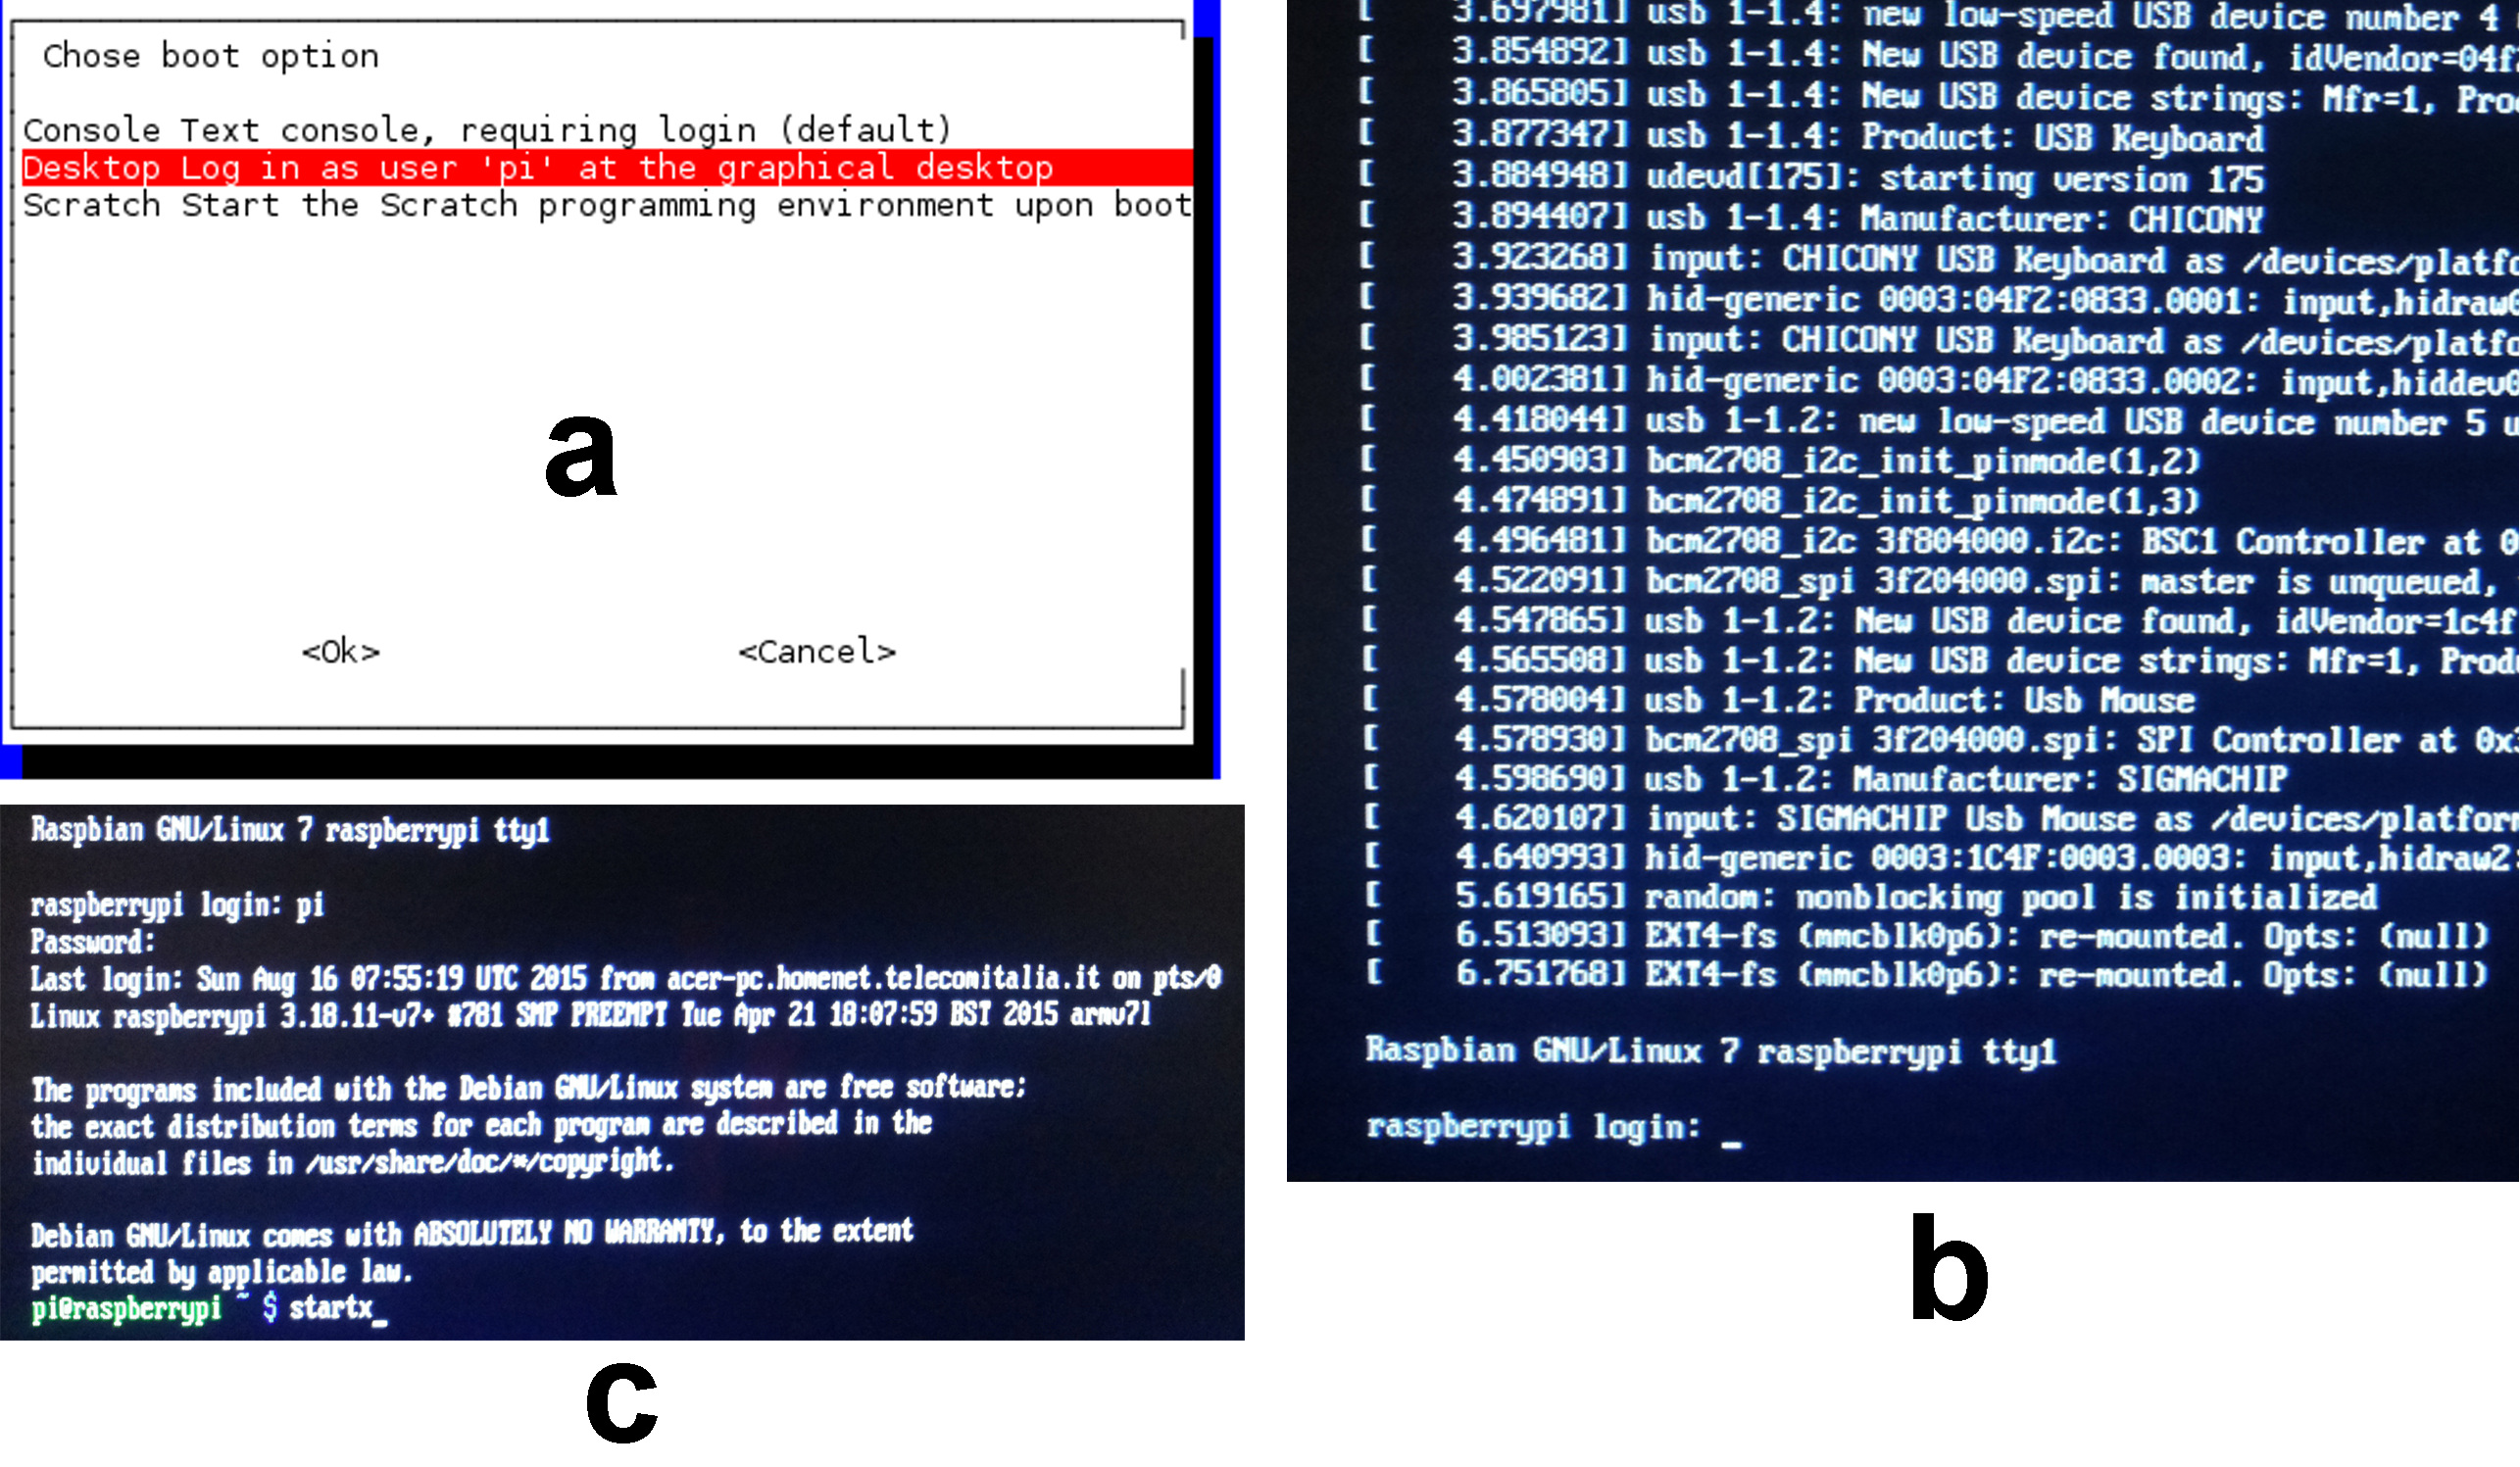 Chose boot option
Console Text console, requiring login (default)
Desktop Log in as user 'pi' at the graphical desktop
Scratch Start the Scratch programming environment upon boot
<Ok> <Cancel>
a
[    3.697981] usb 1-1.4: new low-speed USB device number 4
[    3.854892] usb 1-1.4: New USB device found, idVendor=04f
[    3.865805] usb 1-1.4: New USB device strings: Mfr=1, Pro
[    3.877347] usb 1-1.4: Product: USB Keyboard
[    3.884948] udevd[175]: starting version 175
[    3.894407] usb 1-1.4: Manufacturer: CHICONY
[    3.923268] input: CHICONY USB Keyboard as /devices/platfo
[    3.939682] hid-generic 0003:04F2:0833.0001: input,hidraw0
[    3.985123] input: CHICONY USB Keyboard as /devices/platfo
[    4.002381] hid-generic 0003:04F2:0833.0002: input,hiddev0
[    4.418044] usb 1-1.2: new low-speed USB device number 5 u
[    4.450903] bcm2708_i2c_init_pinmode(1,2)
[    4.474891] bcm2708_i2c_init_pinmode(1,3)
[    4.496481] bcm2708_i2c 3f804000.i2c: BSC1 Controller at 0
[    4.522091] bcm2708_spi 3f204000.spi: master is unqueued,
[    4.547865] usb 1-1.2: New USB device found, idVendor=1c4f
[    4.565508] usb 1-1.2: New USB device strings: Mfr=1, Prod
[    4.578004] usb 1-1.2: Product: Usb Mouse
[    4.578930] bcm2708_spi 3f204000.spi: SPI Controller at 0x3
[    4.598690] usb 1-1.2: Manufacturer: SIGMACHIP
[    4.620107] input: SIGMACHIP Usb Mouse as /devices/platfor
[    4.640993] hid-generic 0003:1C4F:0003.0003: input,hidraw2:
[    5.619165] random: nonblocking pool is initialized
[    6.513093] EXT4-fs (mmcblk0p6): re-mounted. Opts: (null)
[    6.751768] EXT4-fs (mmcblk0p6): re-mounted. Opts: (null)
Raspbian GNU/Linux 7 raspberrypi tty1
raspberrypi login: _
b
Raspbian GNU/Linux 7 raspberrypi tty1
raspberrypi login: pi
Password:
Last login: Sun Aug 16 07:55:19 UTC 2015 from acer-pc.homenet.telecomitalia.it on pts/0
Linux raspberrypi 3.18.11-v7+ #781 SMP PREEMPT Tue Apr 21 18:07:59 BST 2015 armv7l
The programs included with the Debian GNU/Linux system are free software;
the exact distribution terms for each program are described in the
individual files in /usr/share/doc/*/copyright.
Debian GNU/Linux comes with ABSOLUTELY NO WARRANTY, to the extent
permitted by applicable law.
pi@raspberrypi ~ $ startx_
c